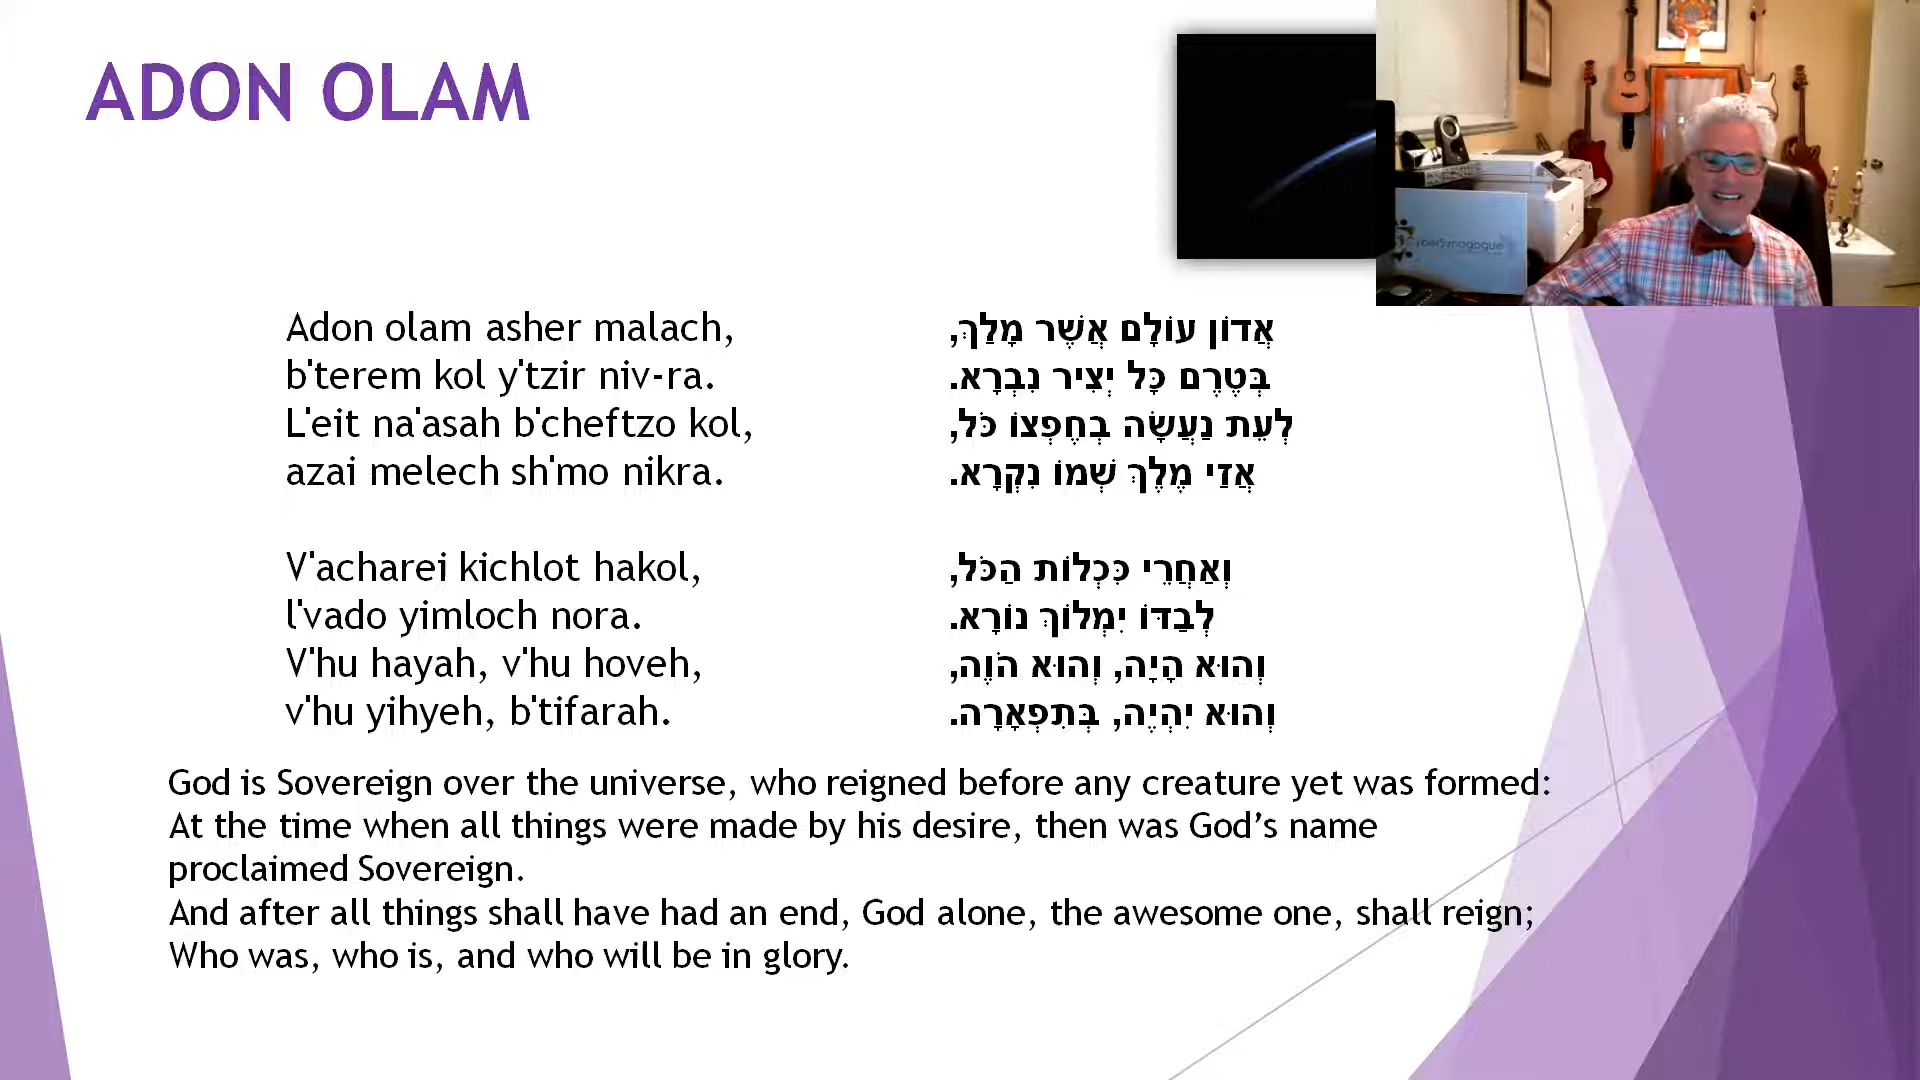 ADON OLAM
Adon olam asher malach,
b'terem kol y'tzir niv-ra.
L'eit na'asah b'cheftzo kol,
azai melech sh'mo nikra.
V'acharei kichlot hakol,
l'vado yimloch nora.
V'hu hayah, v'hu hoveh,
v'hu yihyeh, b'tifarah.
אֲדוֹן עוֹלָם אֲשֶׁר מָלַךְ,
בְּטֶרֶם כָּל יְצִיר נִבְרָא.
לְעֵת נַעֲשָׂה בְחֶפְצוֹ כֹּל,
אֲזַי מֶלֶךְ שְׁמוֹ נִקְרָא.
וְאַחֲרֵי כִּכְלוֹת הַכֹּל,
לְבַדּוֹ יִמְלוֹךְ נוֹרָא.
וְהוּא הָיָה, וְהוּא הֹוֶה,
וְהוּא יִהְיֶה, בְּתִפְאָרָה.
God is Sovereign over the universe, who reigned before any creature yet was formed:
At the time when all things were made by his desire, then was God’s name
proclaimed Sovereign.
And after all things shall have had an end, God alone, the awesome one, shall reign;
Who was, who is, and who will be in glory.